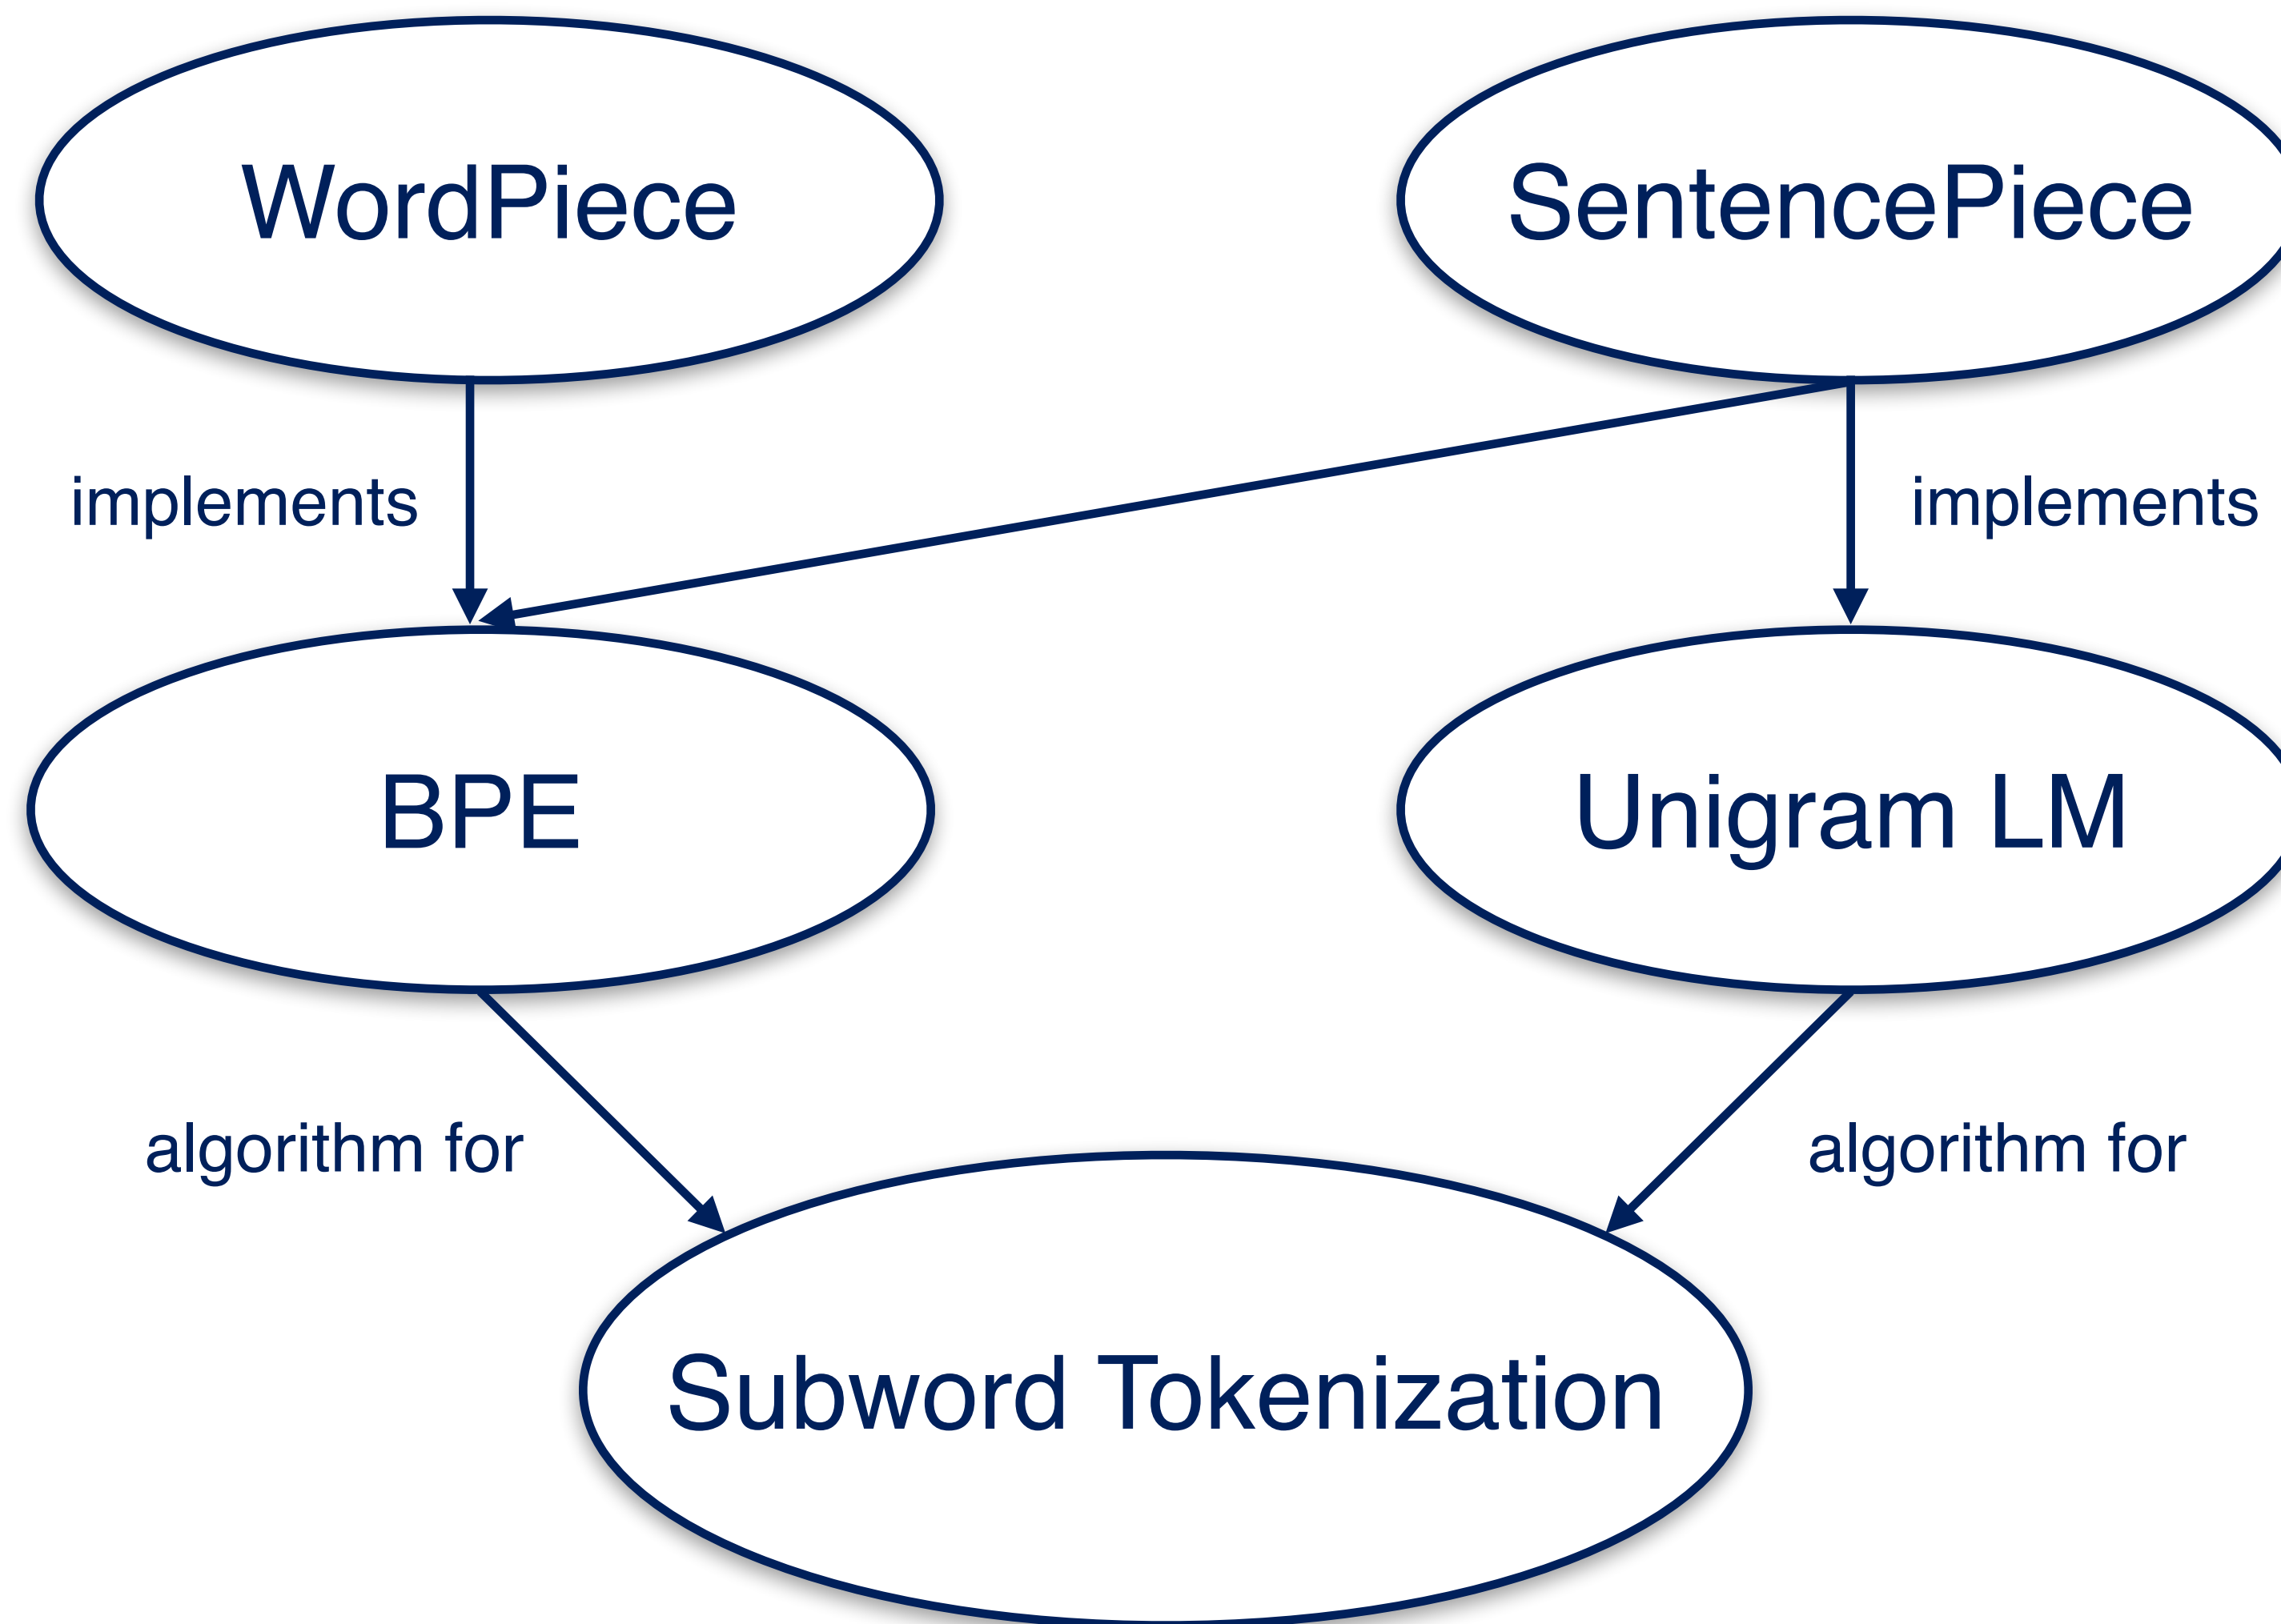 WordPiece
SentencePiece
implements
implements
BPE
Unigram LM
algorithm for
algorithm for
Subword Tokenization